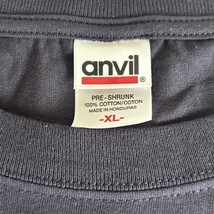 anvil
®
PRE-SHRUNK
100% COTTON/COTON
MADE IN HONDURAS
-XL-